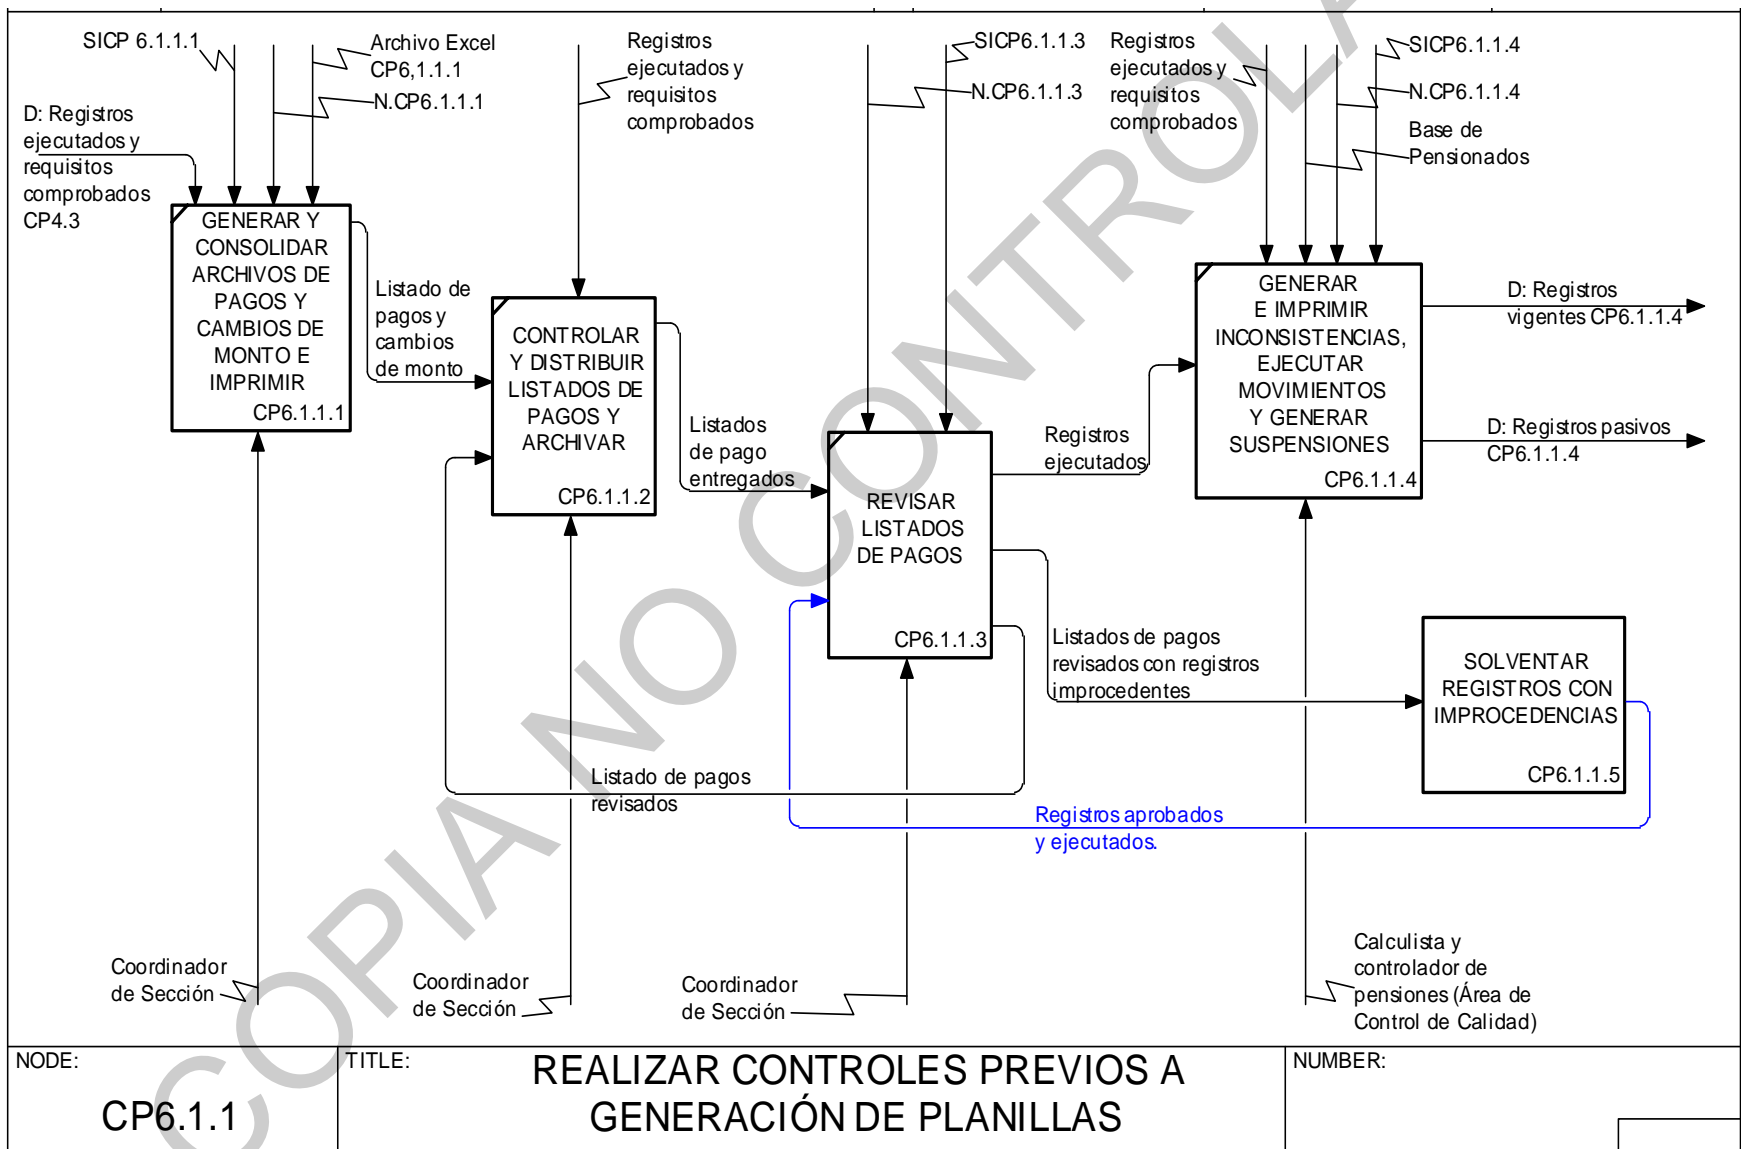 SICP 6.1.1.1
Archivo Excel
CP6,1.1.1
N.CP6.1.1.1
D: Registros
ejecutados y
requisitos
comprobados
CP4.3
Registros
ejecutados y
requisitos
comprobados
SICP6.1.1.3
N.CP6.1.1.3
Registros
ejecutados y
requisitos
comprobados
SICP6.1.1.4
N.CP6.1.1.4
Base de
Pensionados
GENERAR Y
CONSOLIDAR
ARCHIVOS DE
PAGOS Y
CAMBIOS DE
MONTO E
IMPRIMIR
CP6.1.1.1
Listado de
pagos y
cambios
de monto
CONTROLAR
Y DISTRIBUIR
LISTADOS DE
PAGOS Y
ARCHIVAR
CP6.1.1.2
Listados
de pago
entregados
REVISAR
LISTADOS
DE PAGOS
CP6.1.1.3
Registros
ejecutados
GENERAR
E IMPRIMIR
INCONSISTENCIAS,
EJECUTAR
MOVIMIENTOS
Y GENERAR
SUSPENSIONES
CP6.1.1.4
D: Registros
vigentes CP6.1.1.4
D: Registros pasivos
CP6.1.1.4
Listados de pagos
revisados con registros
improcedentes
SOLVENTAR
REGISTROS CON
IMPROCEDENCIAS
CP6.1.1.5
Listado de pagos
revisados
Registros aprobados
y ejecutados.
Coordinador
de Sección
Coordinador
de Sección
Coordinador
de Sección
Calculista y
controlador de
pensiones (Área de
Control de Calidad)
COPIA NO CONTROLA
NODE:
CP6.1.1
TITLE:
REALIZAR CONTROLES PREVIOS A
GENERACIÓN DE PLANILLAS
NUMBER: